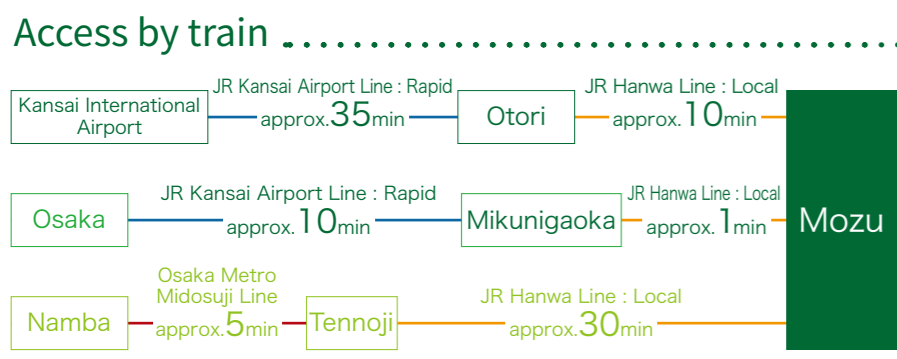 Access by train
JR Kansai Airport Line : Rapid
JR Hanwa Line : Local
Kansai International
Airport
approx.35min
Otori
approx.10min
JR Kansai Airport Line : Rapid
JR Hanwa Line : Local
Osaka
approx.10min
Mikunigaoka
approx.1min
Mozu
Osaka Metro
Midosuji Line
JR Hanwa Line : Local
Namba
approx.5min
Tennoji
approx.30min